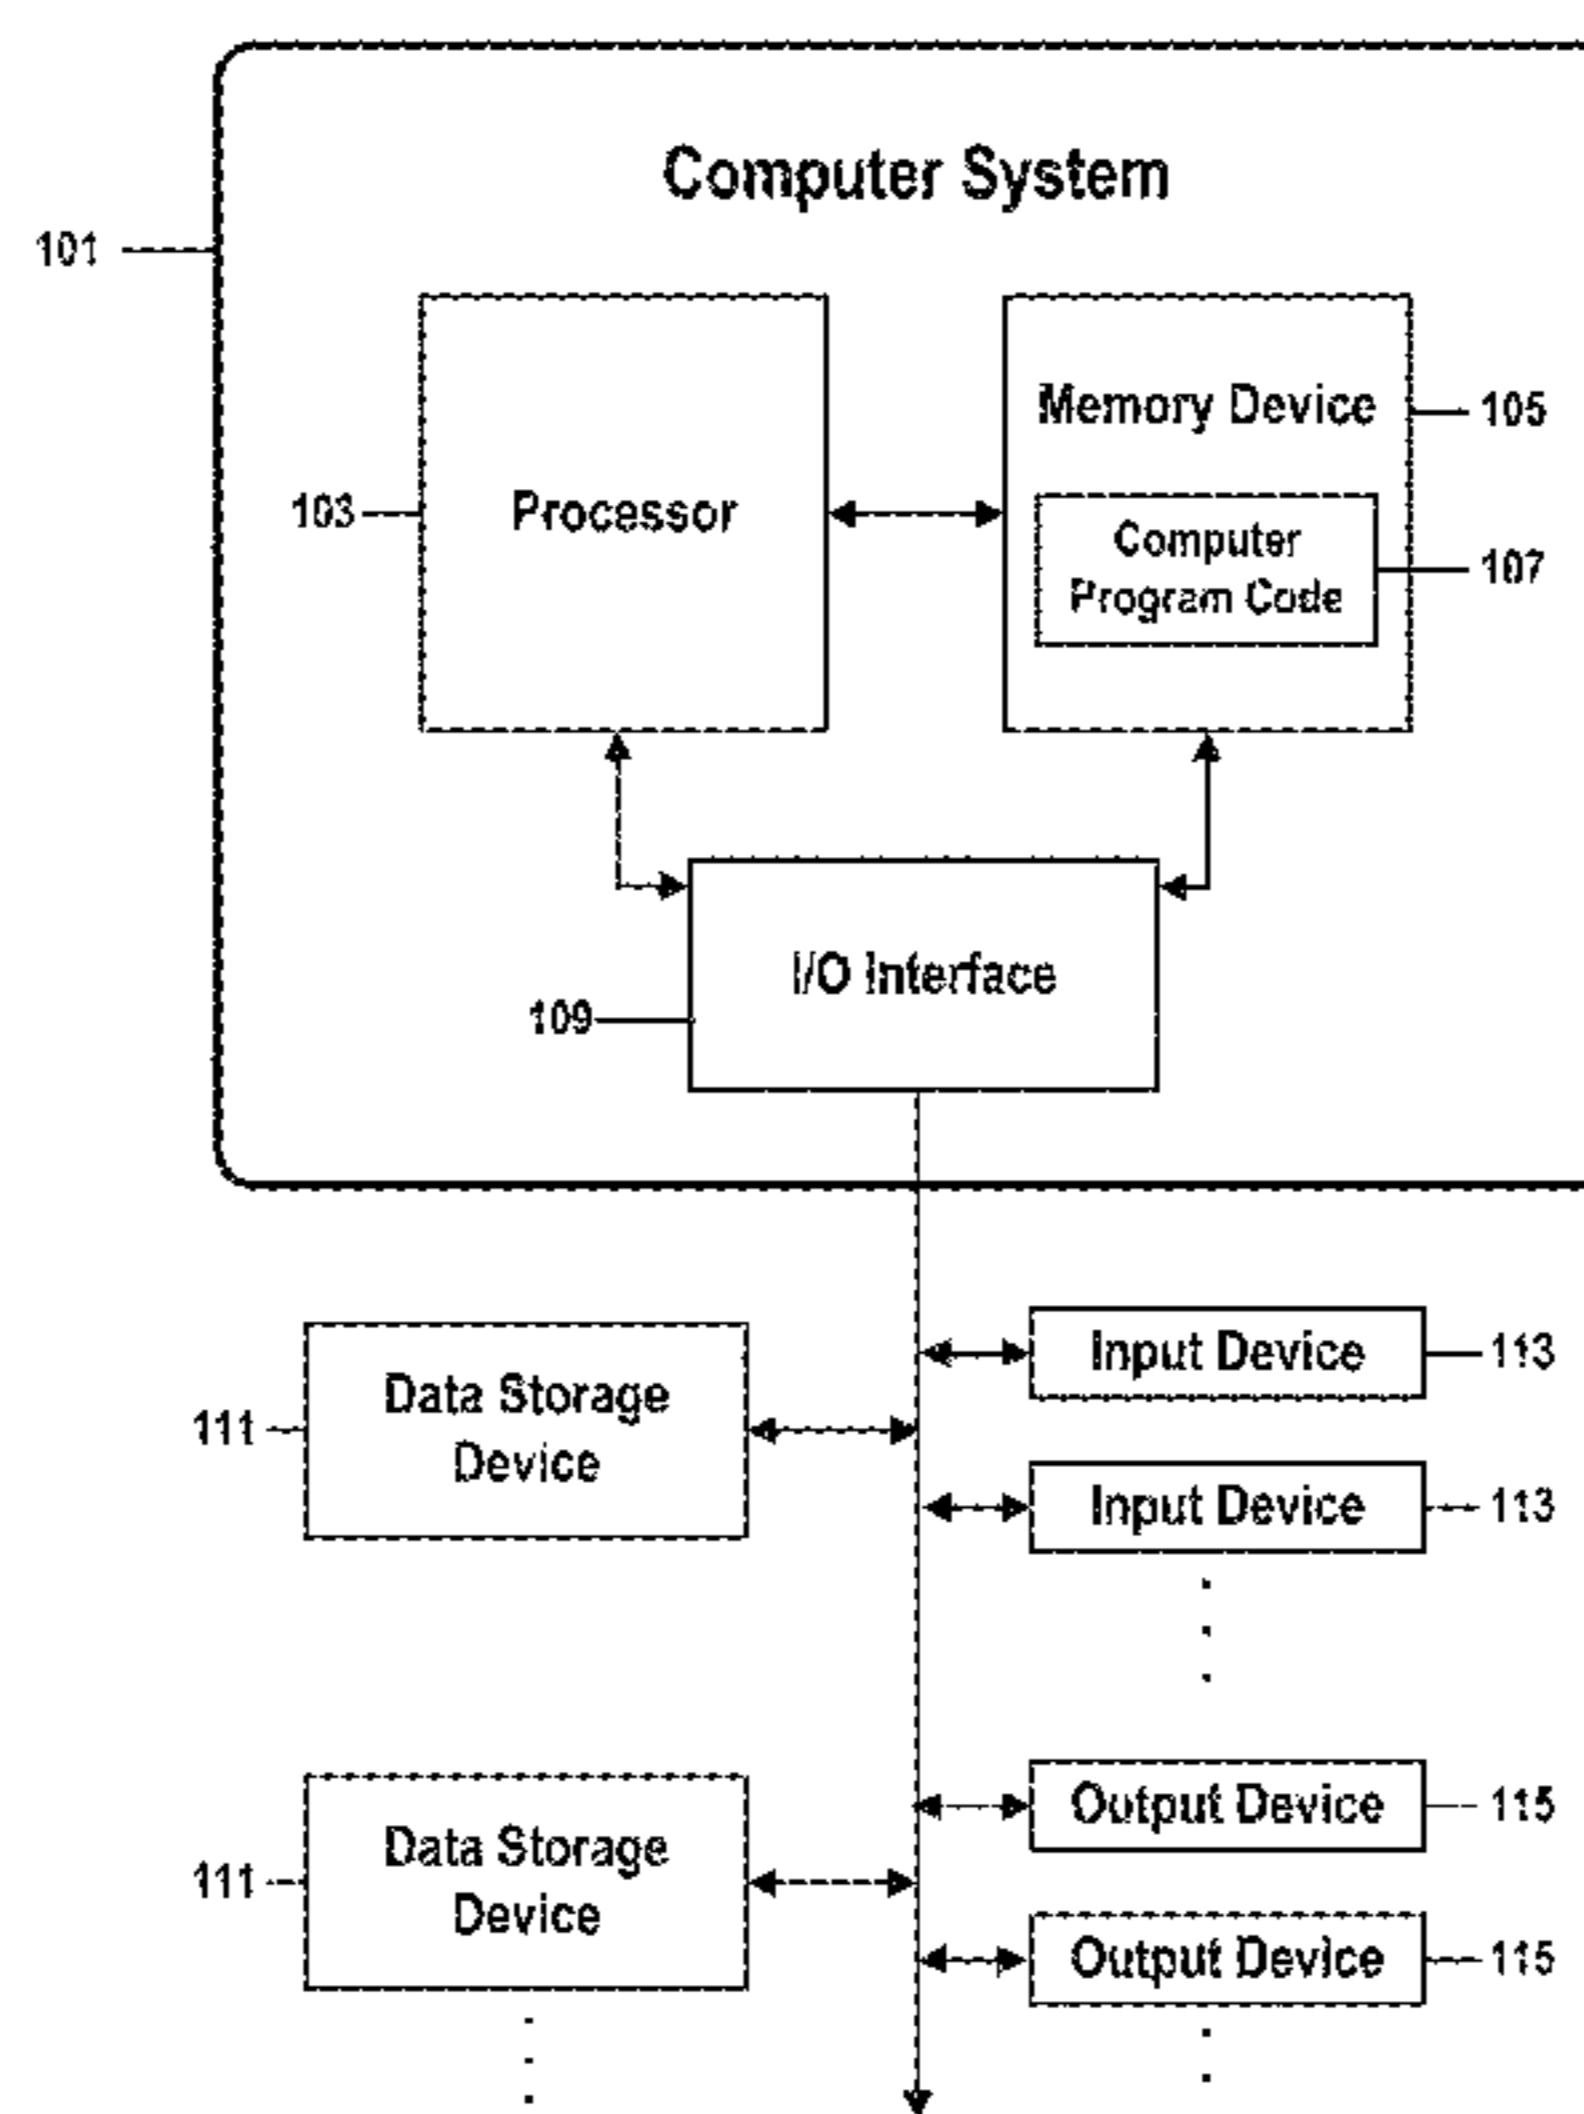 Computer System
101
Memory Device
105
103
Processor
Computer
Program Code
107
I/O Interface
109
Input Device
113
Data Storage
Device
111
Input Device
113
Output Device
115
Data Storage
Device
111
Output Device
115